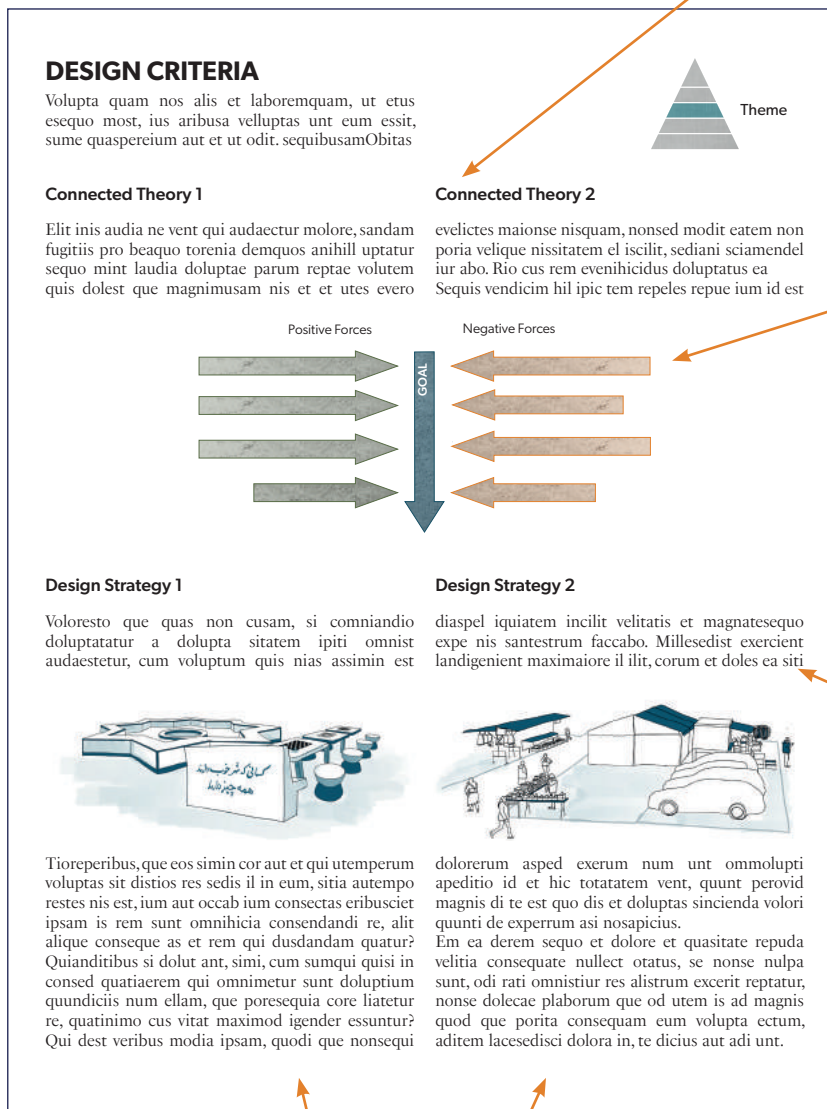 DESIGN CRITERIA
Volupta quam nos alis et laboremquam, ut etus
esequo most, ius aribusa velluptas unt eum essit,
sume quaspereium aut et ut odit. sequibusamObitas
Theme
Connected Theory 1
Elit inis audia ne vent qui audaectur molore, sandam
fugitiis pro beaquo torenia demquos anihill uptatur
sequo mint laudia doluptae parum reptae volutem
quis dolest que magnimusam nis et et utes evero
Connected Theory 2
evelictes maionse nisquam, nonsed modit eatem non
poria velique nissitatem el iscilit, sediani sciamendel
iur abo. Rio cus rem evenihicidus doluptatus ea
Sequis vendicim hil ipic tem repeles repue ium id est
Positive Forces
Negative Forces
GOAL
Design Strategy 1
Voloresto que quas non cusam, si comniandio
doluptatatur a dolupta sitatem ipiti omnist
audaestetur, cum voluptum quis nias assimin est
کسانی که شهر خوب دارند
همه چیز دارند
Tioreperibus, que eos simin cor aut et qui utemperum
voluptas sit distios res sedis il in eum, sitia autempo
restes nis est, ium aut occab ium consectas eribusciet
ipsam is rem sunt omnihicia consendandi re, alit
alique conseque as et rem qui dusdandam quatur?
Quianditibus si dolut ant, simi, cum sumqui quisi in
consed quatiaerem qui omnimetur sunt doluptium
quundiciis num ellam, que poresequia core liatetur
re, quatinimo cus vitat maximod igender essuntur?
Qui dest veribus modia ipsam, quodi que nonsequi
Design Strategy 2
diaspel iquiatem incilit velitatis et magnatesequo
expe nis santestrum faccabo. Millesedist exercient
landigenient maximaiore il ilit, corum et doles ea siti
dolorerum asped exerum num unt ommolupti
apeditio id et hic totatatem vent, quunt perovid
magnis di te est quo dis et doluptas sincienda volori
quunti de experrum asi nosapicius.
Em ea derem sequo et dolore et quasitate repuda
velitia consequate nullect otatus, se nonse nulpa
sunt, odi rati omnistiur res alistrum excerit reptatur,
nonse dolecae plaborum que od utem is ad magnis
quod que porita consequam eum volupta ectum,
aditem lacesedisci dolora in, te dicius aut adi unt.